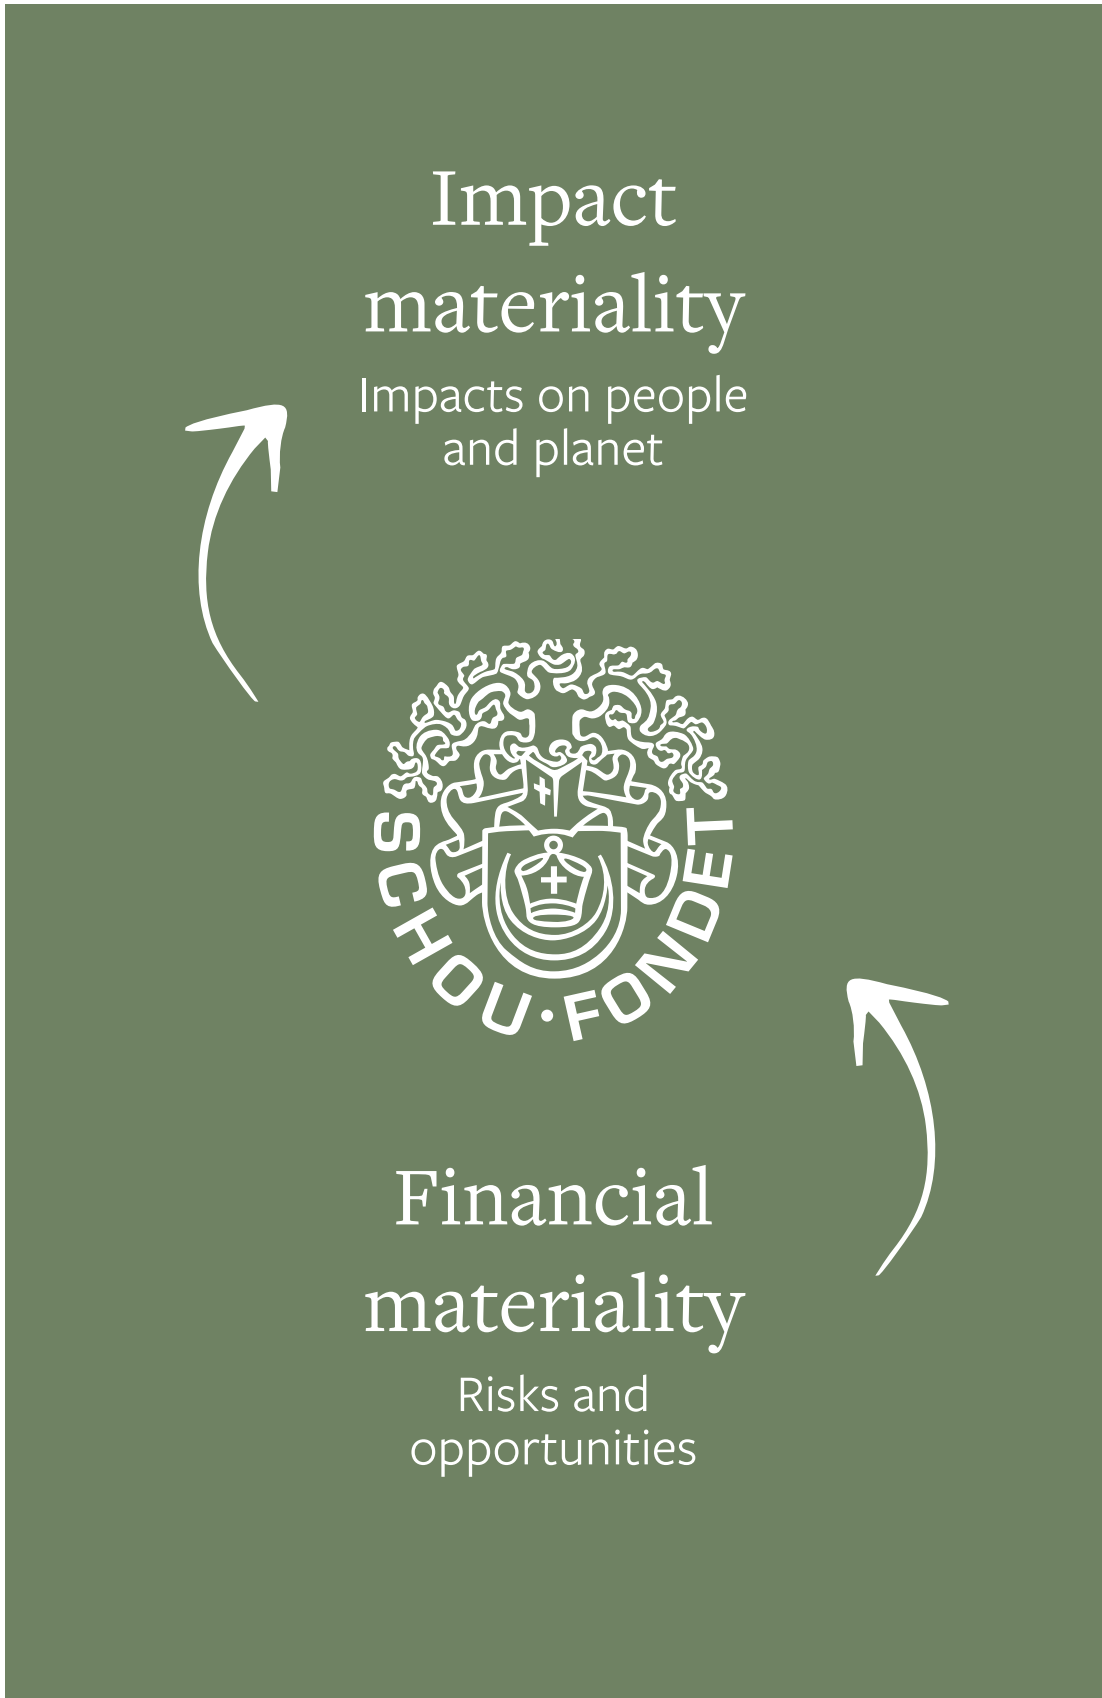 Impact
materiality
Impacts on people
and planet
SCHOU · FONDET
Financial
materiality
Risks and
opportunities